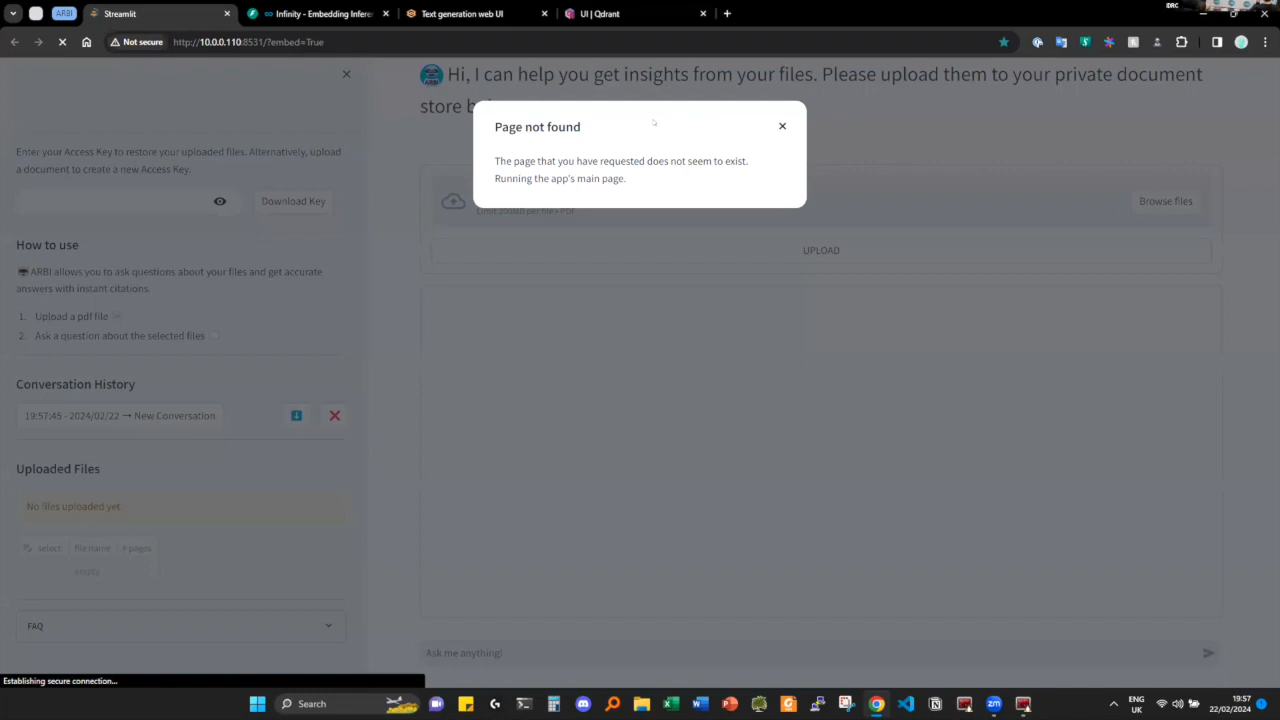 IDRC
ARBI
Streamlit
Infinity - Embedding Infere
Text generation web UI
UI | Qdrant
Not secure
http://10.0.0.110:8531/?embed=True
Hi, I can help you get insights from your files. Please upload them to your private document
store b
Page not found
The page that you have requested does not seem to exist.
Running the app's main page.
Enter your Access Key to restore your uploaded files. Alternatively, upload
a document to create a new Access Key.
Download Key
Limit 200MB per file • PDF
Browse files
UPLOAD
How to use
ARBI allows you to ask questions about your files and get accurate
answers with instant citations.
1. Upload a pdf file
2. Ask a question about the selected files
Conversation History
19:57:45 - 2024/02/22 → New Conversation
Uploaded Files
No files uploaded yet.
select
file name
# pages
empty
FAQ
Ask me anything!
Establishing secure connection...
Search
ENG
UK
19:57
22/02/2024